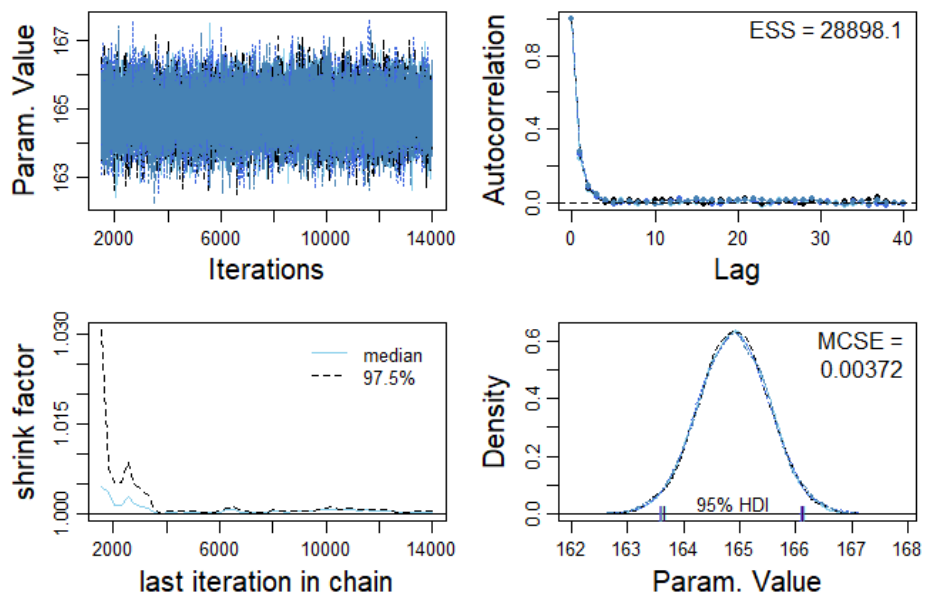 Param. Value
167
165
163
2000
6000
10000
14000
Iterations
Autocorrelation
0.8
0.4
0.0
ESS = 28898.1
0
10
20
30
40
Lag
shrink factor
1.030
1.015
1.000
median
97.5%
2000
6000
10000
14000
last iteration in chain
Density
0.6
0.4
0.2
0.0
MCSE =
0.00372
95% HDI
162
163
164
165
166
167
168
Param. Value